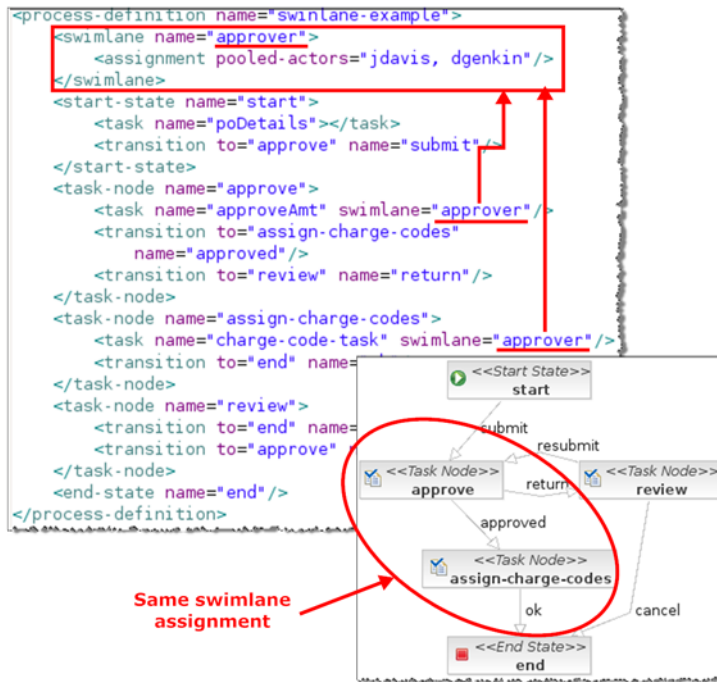 <process-definition name="swinlane-example">
<swimlane name="approver">
<assignment pooled-actors="jdavis, dgenkin"/>
</swimlane>
<start-state name="start">
<task name="poDetails"></task>
<transition to="approve" name="submit"/>
</start-state>
<task-node name="approve">
<task name="approveAmt" swimlane="approver"/>
<transition to="assign-charge-codes"
name="approved"/>
<transition to="review" name="return"/>
</task-node>
<task-node name="assign-charge-codes">
<task name="charge-code-task" swimlane="approver"/>
<transition to="end" name=
</task-node>
<task-node name="review">
<transition to="end" name=
<transition to="approve"
</task-node>
<end-state name="end"/>
</process-definition>
<<Start State>>
start
submit
resubmit
<<Task Node>>
approve
return
<<Task Node>>
review
approved
<<Task Node>>
assign-charge-codes
ok
cancel
<<End State>>
end
Same swimlane
assignment